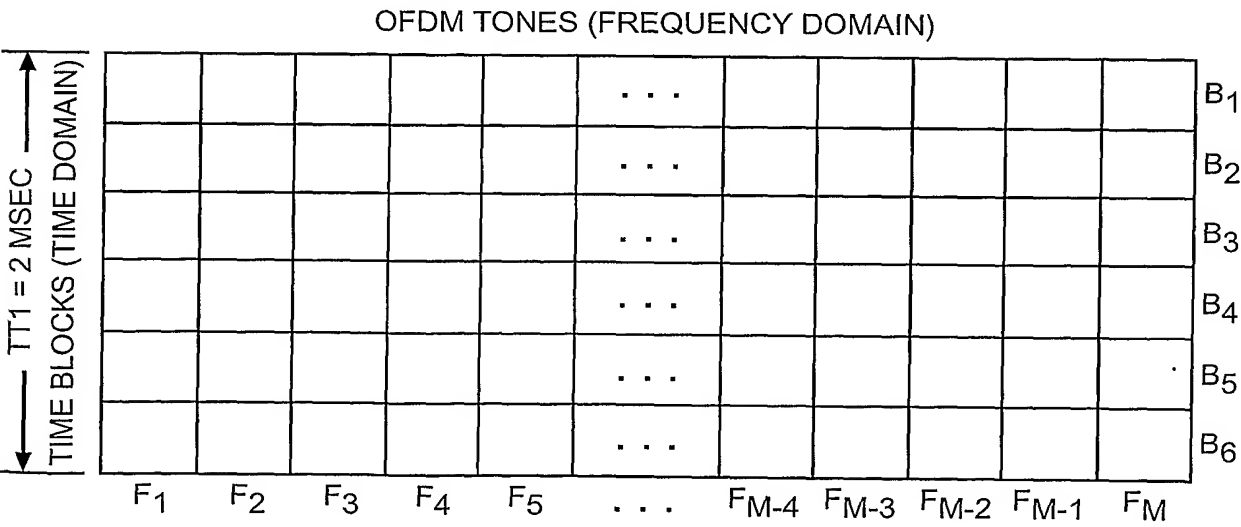 OFDM TONES (FREQUENCY DOMAIN)
TT1 = 2 MSEC
TIME BLOCKS (TIME DOMAIN)
. . . B1
. . . B2
. . . B3
. . . B4
. . . B5
. . . B6
F1 F2 F3 F4 F5 . . . FM-4 FM-3 FM-2 FM-1 FM